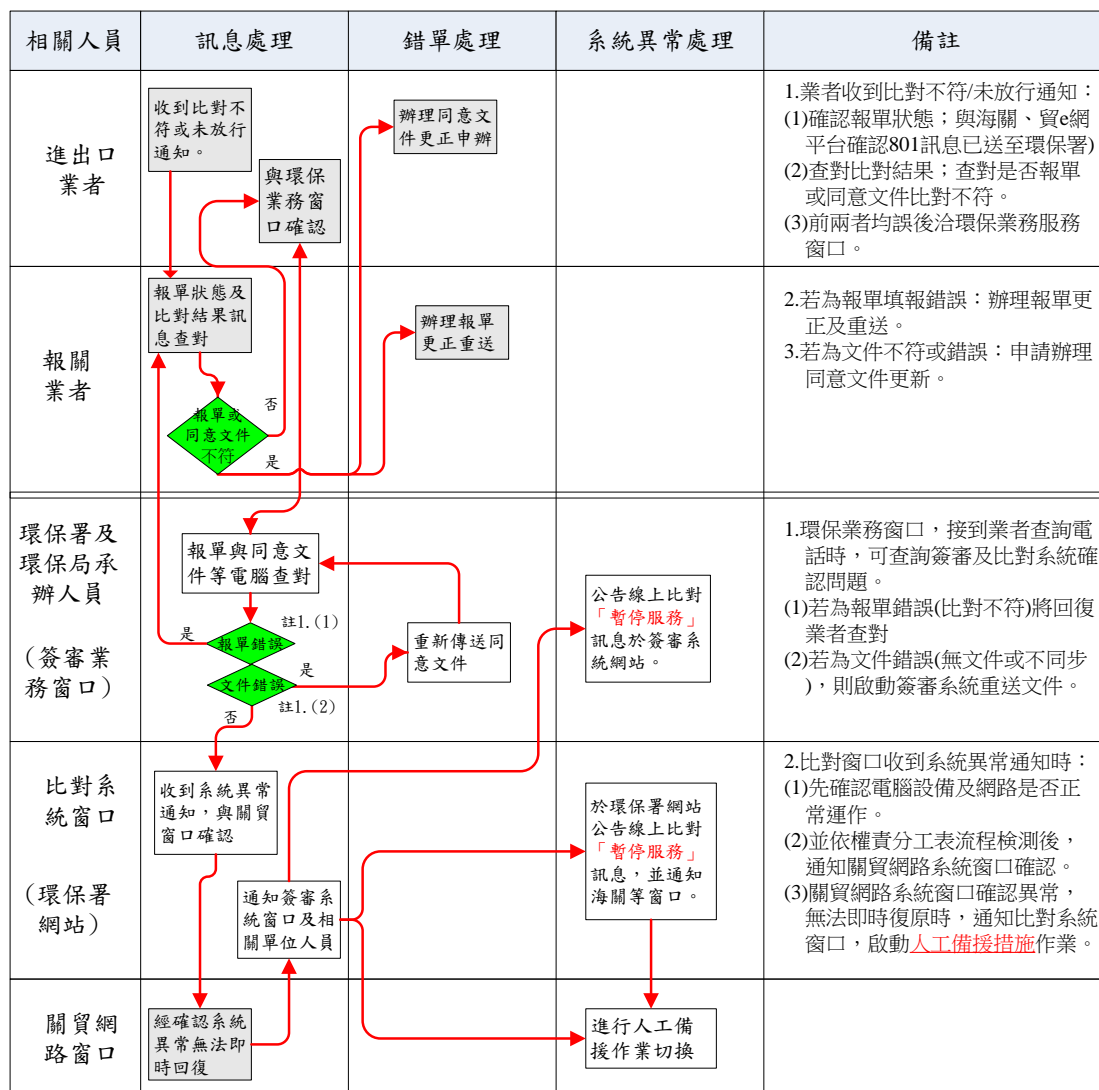 相關人員
訊息處理
錯單處理
系統異常處理
備註
進出口
業者
收到比對不
符或未放行
通知。
與環保
業務窗
口確認
辦理同意文
件更正申辦
1.業者收到比對不符/未放行通知：
(1)確認報單狀態；與海關、貿e網
平台確認801訊息已送至環保署)
(2)查對比對結果；查對是否報單
或同意文件比對不符。
(3)前兩者均誤後洽環保業務服務
窗口。
報關
業者
報單狀態及
比對結果訊
息查對
報單或
同意文件
不符
否
是
辦理報單
更正重送
2.若為報單填報錯誤：辦理報單更
正及重送。
3.若為文件不符或錯誤：申請辦理
同意文件更新。
環保署及
環保局承
辦人員
(簽審業
務窗口)
報單與同意文
件等電腦查對
是
報單錯誤
註1.(1)
是
文件錯誤
註1.(2)
否
重新傳送同
意文件
公告線上比對
「暫停服務」
訊息於簽審系
統網站。
1.環保業務窗口，接到業者查詢電
話時，可查詢簽審及比對系統確
認問題。
(1)若為報單錯誤(比對不符)將回復
業者查對
(2)若為文件錯誤(無文件或不同步
)，則啟動簽審系統重送文件。
比對系
統窗口
(環保署
網站)
收到系統異常
通知，與關貿
窗口確認
通知簽審系
統窗口及相
關單位人員
於環保署網站
公告線上比對
「暫停服務」
訊息，並通知
海關等窗口。
2.比對窗口收到系統異常通知時：
(1)先確認電腦設備及網路是否正
常運作。
(2)並依權責分工表流程檢測後，
通知關貿網路系統窗口確認。
(3)關貿網路系統窗口確認異常，
無法即時復原時，通知比對系統
窗口，啟動人工備援措施作業。
關貿網
路窗口
經確認系統
異常無法即
時回復
進行人工備
援作業切換